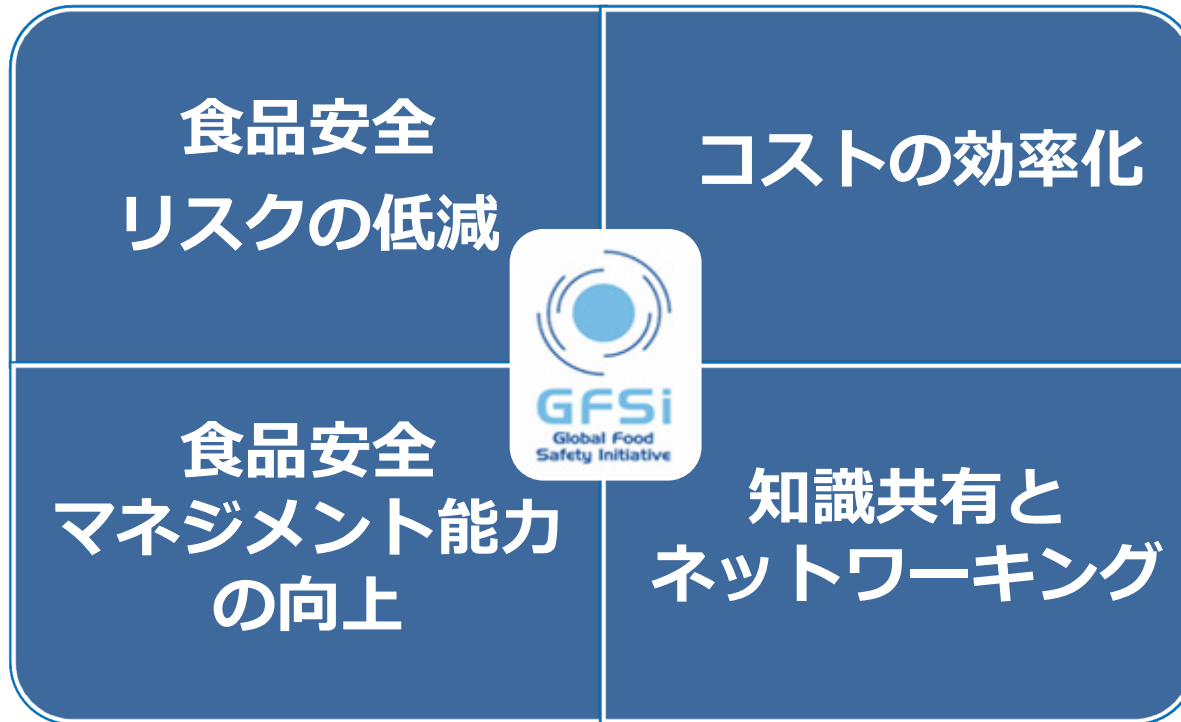 食品安全
リスクの低減
コストの効率化
GFSi
Global Food
Safety Initiative
食品安全
マネジメント能力
の向上
知識共有と
ネットワーキング